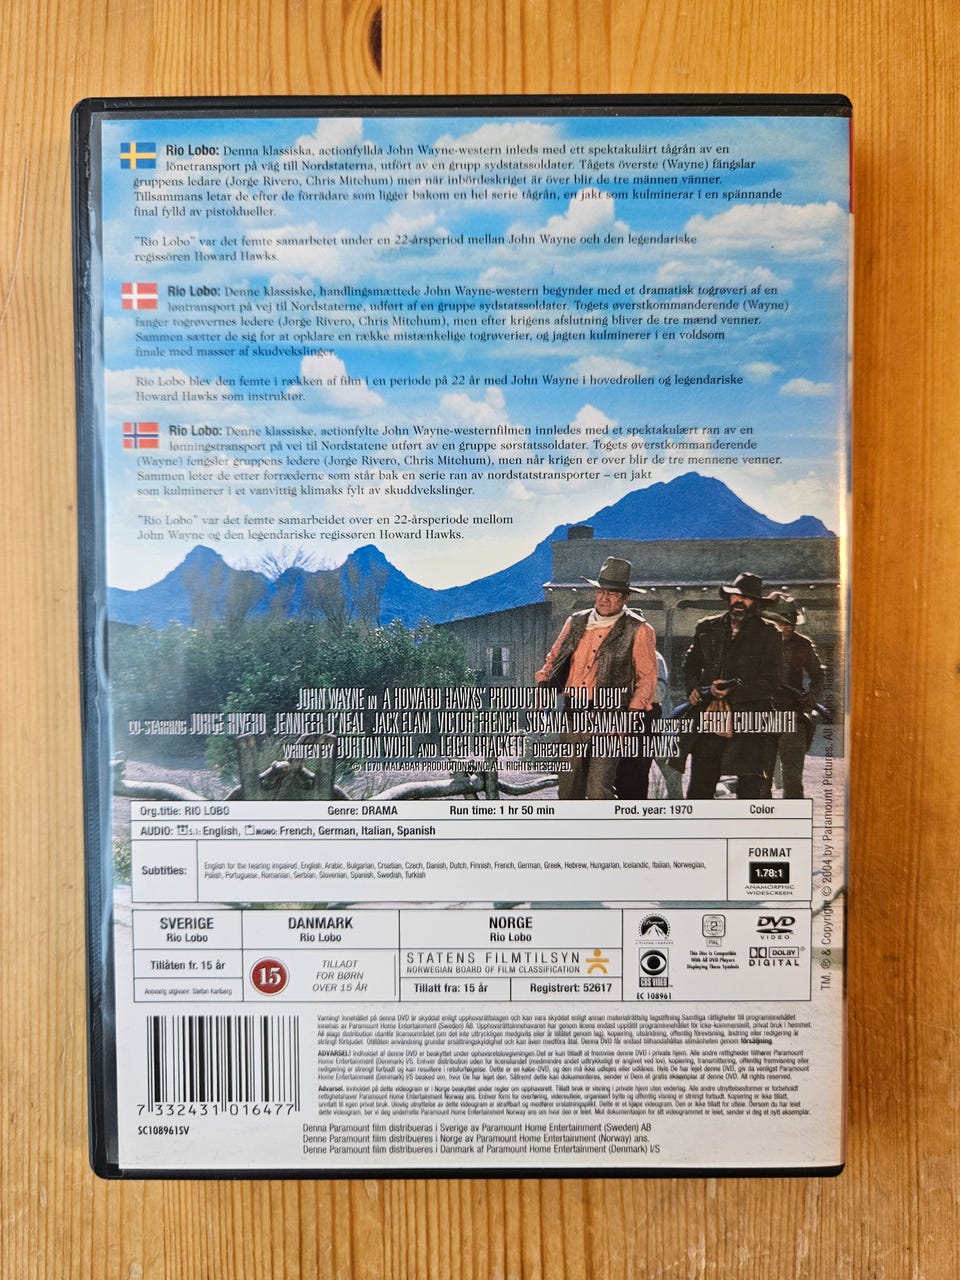 Rio Lobo: Denna klassiska, actionfyllda John Wayne-western inleds med ett spektakulärt tågrån av en
lönetransport på väg till Nordstaterna, utfört av en grupp sydstatssoldater. Tågets överste (Wayne) fängslar
gruppens ledare (Jorge Rivero, Chris Mitchum) men när inbördeskriget är över blir de tre männen vänner.
Tillsammans letar de efter de förrädare som ligger bakom en hel serie tågrån, en jakt som kulminerar i en spännande
final fylld av pistoldueller.
"Rio Lobo" var det femte samarbetet under en 22-årsperiod mellan John Wayne och den legendariske
regissören Howard Hawks.
Rio Lobo: Denne klassiske, handlingsmættede John Wayne-western begynder med et dramatisk togrøveri af en
løntransport på vej til Nordstaterne, udført af en gruppe sydstatssoldater. Togets øverstkommanderende (Wayne)
fanger togrøvernes ledere (Jorge Rivero, Chris Mitchum), men efter krigens afslutning bliver de tre mænd venner.
Sammen sætter de sig for at opklare en række mistænkelige togrøverier, og jagten kulminerer i en voldsom
finale med masser af skudvekslinger.
Rio Lobo blev den femte i rækken af film i en periode på 22 år med John Wayne i hovedrollen og legendariske
Howard Hawks som instruktør.
Rio Lobo: Denne klassiske, actionfylte John Wayne-westernfilmen innledes med et spektakulært ran av en
lønningstransport på vei til Nordstatene utført av en gruppe sørstatssoldater. Togets øverstkommanderende
(Wayne) fengsler gruppens ledere (Jorge Rivero, Chris Mitchum), men når krigen er over blir de tre mennene venner.
Sammen leter de etter forræderne som står bak en serie ran av nordstatstransporter – en jakt
som kulminerer i et vanvittig klimaks fylt av skuddvekslinger.
"Rio Lobo" var det femte samarbeidet over en 22-årsperiode mellom
John Wayne og den legendariske regissøren Howard Hawks.
JOHN WAYNE IN A HOWARD HAWKS' PRODUCTION "RIO LOBO"
CO-STARRING JORGE RIVERO JENNIFER O'NEAL JACK ELAM VICTOR FRENCH SUSANA DOSAMANTES MUSIC BY JERRY GOLDSMITH
WRITTEN BY BURTON WOHL AND LEIGH BRACKETT DIRECTED BY HOWARD HAWKS
© 1970 MALABAR PRODUCTIONS, INC. ALL RIGHTS RESERVED.
Org.title: RIO LOBO Genre: DRAMA Run time: 1 hr 50 min Prod. year: 1970 Color
AUDIO: 5.1: English, MONO: French, German, Italian, Spanish
Subtitles: English for the hearing impaired, English, Arabic, Bulgarian, Croatian, Czech, Danish, Dutch, Finnish, French, German, Greek, Hebrew, Hungarian, Icelandic, Italian, Norwegian,
Polish, Portuguese, Romanian, Serbian, Slovenian, Spanish, Swedish, Turkish
FORMAT
1.78:1
ANAMORPHIC
WIDESCREEN
SVERIGE
Rio Lobo
Tillåten fr. 15 år
Ansvarig utgivare: Stefan Karlberg
DANMARK
Rio Lobo
15
TILLADT
FOR BØRN
OVER 15 ÅR
NORGE
Rio Lobo
STATENS FILMTILSYN
NORWEGIAN BOARD OF FILM CLASSIFICATION
Tillatt fra: 15 år Registrert: 52617
Paramount
2
PAL
DVD
VIDEO
CBS VIDEO
This Disc Is Compatible
With All DVD Players
Displaying These Symbols
DOLBY
DIGITAL
EC 108961
TM, ® & Copyright © 2004 by Paramount Pictures. All Rights Reserved.
7 332431 016477
SC108961SV
Denna Paramount film distribueras i Sverige av Paramount Home Entertainment (Sweden) AB
Denne Paramount film distribueres i Norge av Paramount Home Entertainment (Norway) ans.
Denne Paramount film distribueres i Danmark af Paramount Home Entertainment (Denmark) I/S